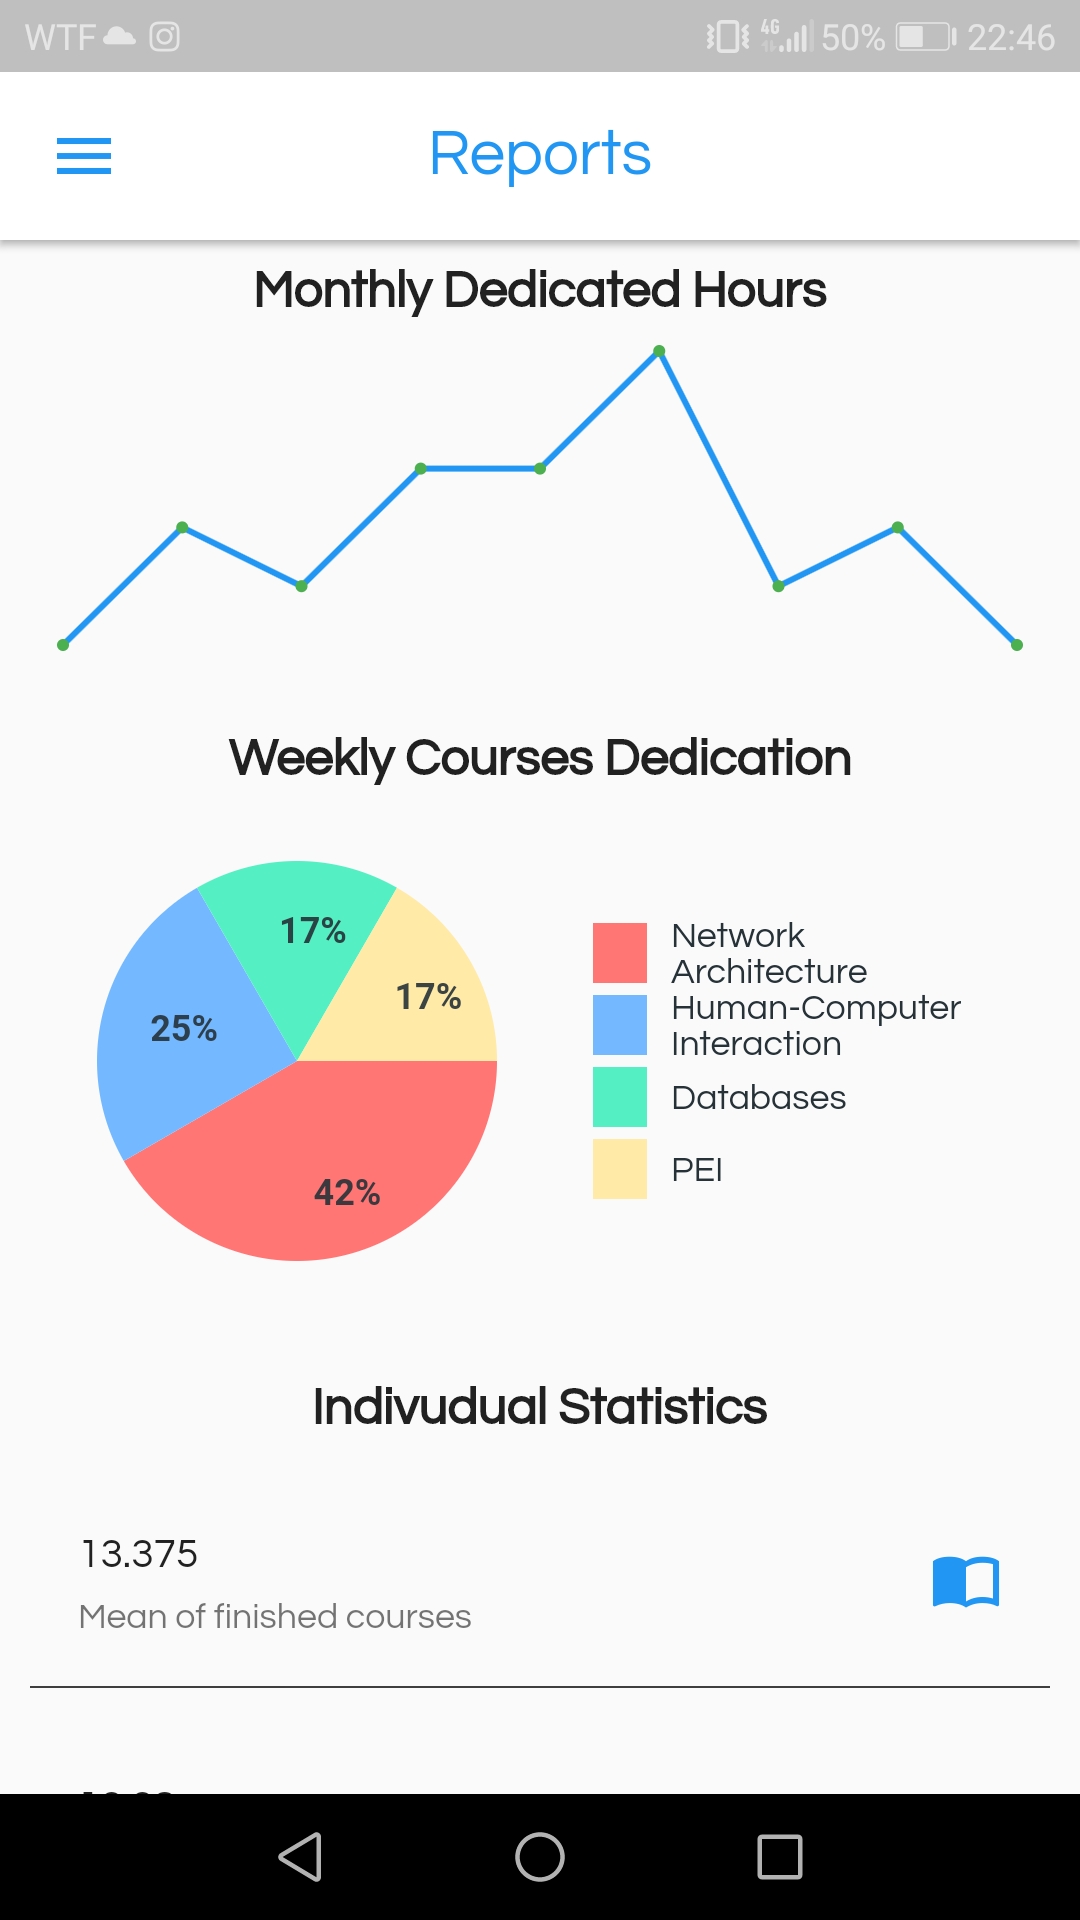 WTF 4G 50% 22:46
Reports
Monthly Dedicated Hours
Weekly Courses Dedication
17%
17%
25%
42%
Network
Architecture
Human-Computer
Interaction
Databases
PEI
Indivudual Statistics
13.375
Mean of finished courses